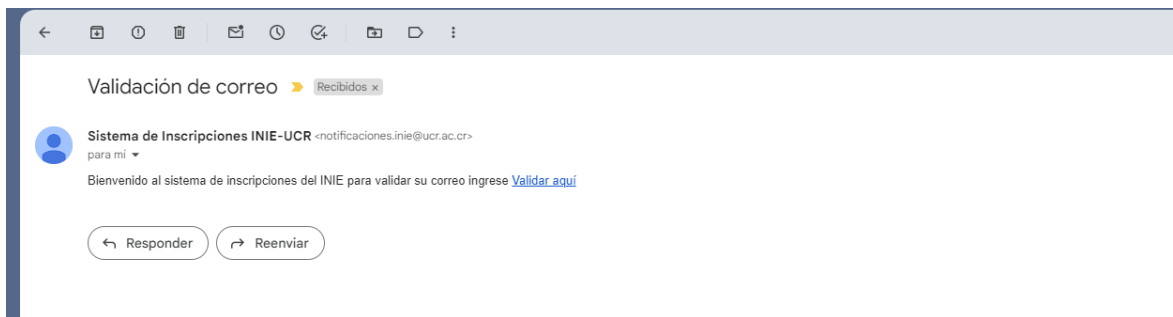 Validación de correo Recibidos x
Sistema de Inscripciones INIE-UCR <notificaciones.inie@ucr.ac.cr>
para mí
Bienvenido al sistema de inscripciones del INIE para validar su correo ingrese Validar aquí
Responder Reenviar